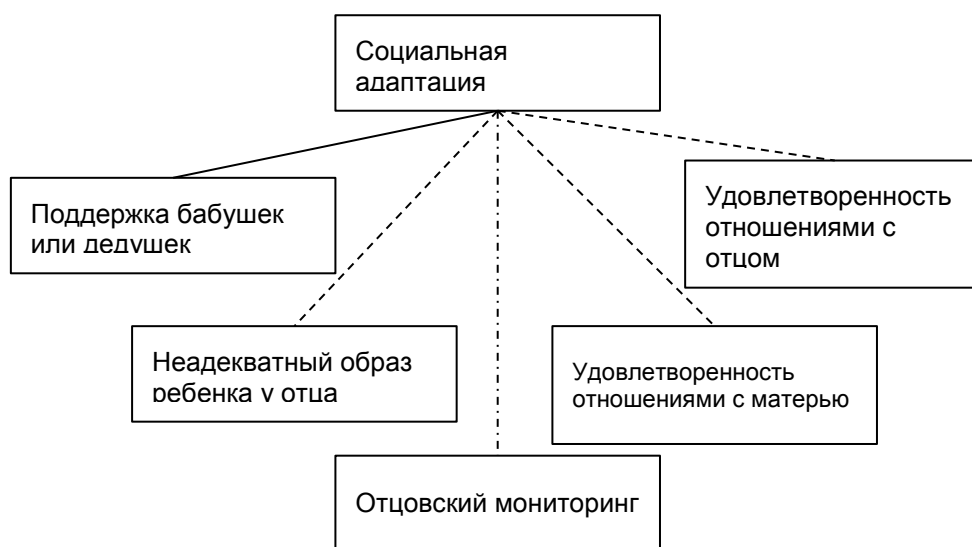 Социальная
адаптация
Поддержка бабушек
или дедушек
Удовлетворенность
отношениями с
отцом
Неадекватный образ
ребенка у отца
Удовлетворенность
отношениями с матерью
Отцовский мониторинг